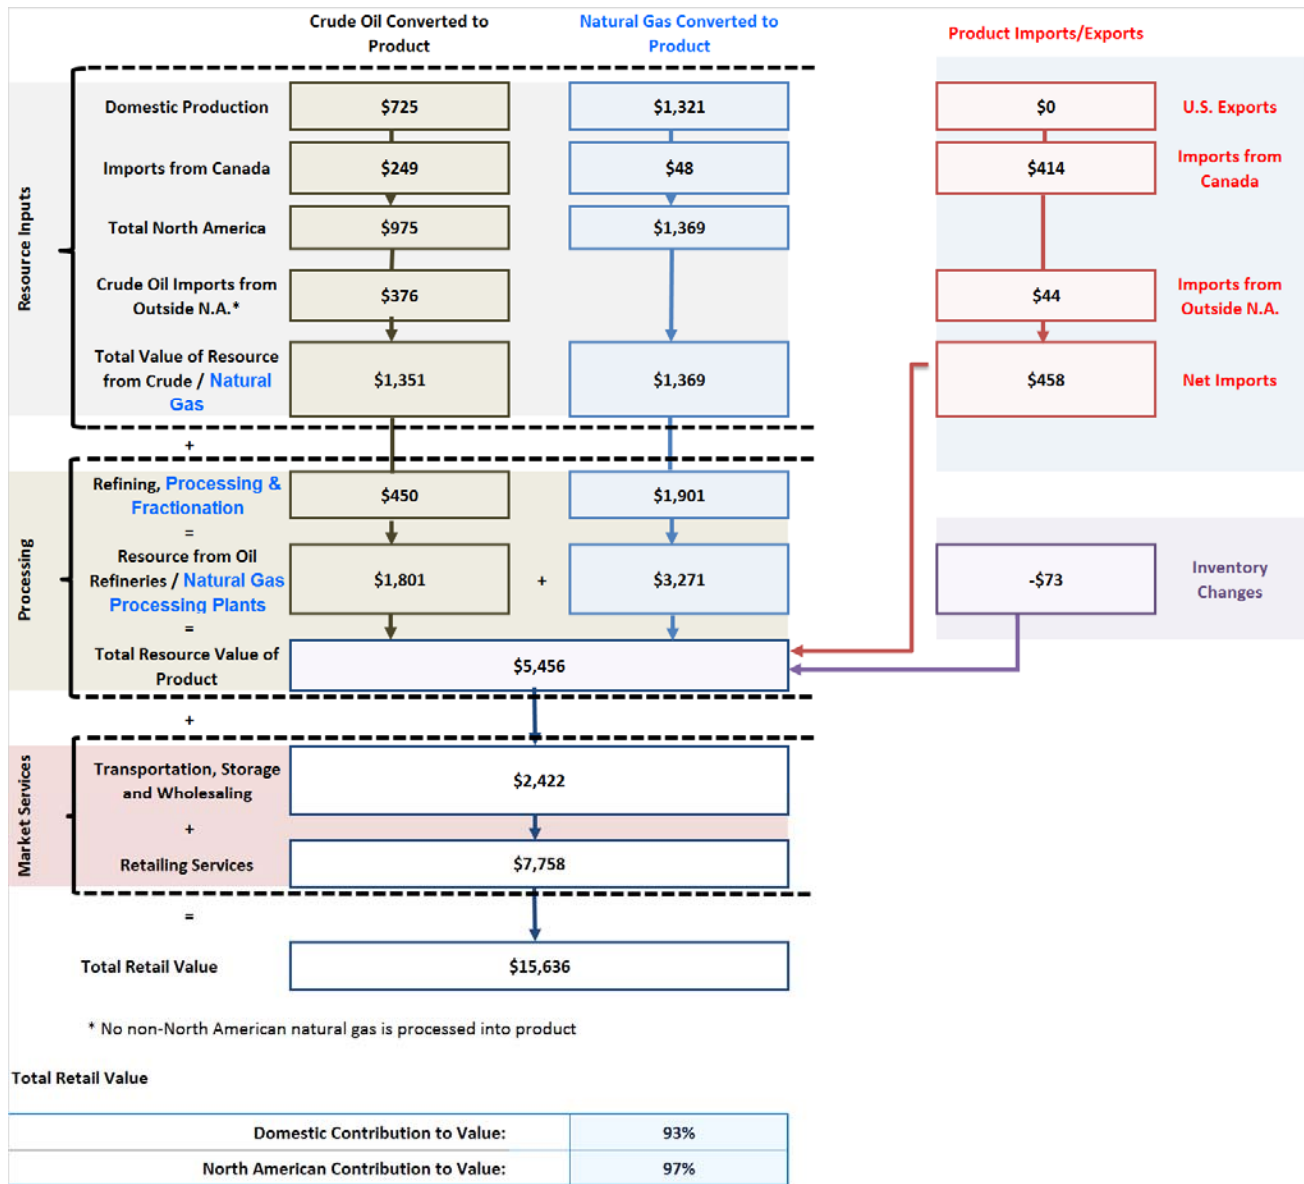 Crude Oil Converted to
Product
Natural Gas Converted to
Product
Product Imports/Exports
Resource Inputs
Domestic Production
$725
$1,321
$0
U.S. Exports
Imports from Canada
$249
$48
$414
Imports from
Canada
Total North America
$975
$1,369
Crude Oil Imports from
Outside N.A.*
$376
$44
Imports from
Outside N.A.
Total Value of Resource
from Crude / Natural
Gas
$1,351
$1,369
$458
Net Imports
+
Processing
Refining, Processing &
Fractionation
$450
$1,901
=
Resource from Oil
Refineries / Natural Gas
Processing Plants
$1,801
+
$3,271
-$73
Inventory
Changes
=
Total Resource Value of
Product
$5,456
+
Market Services
Transportation, Storage
and Wholesaling
$2,422
+
Retailing Services
$7,758
=
Total Retail Value
$15,636
* No non-North American natural gas is processed into product
Total Retail Value
Domestic Contribution to Value:
93%
North American Contribution to Value:
97%